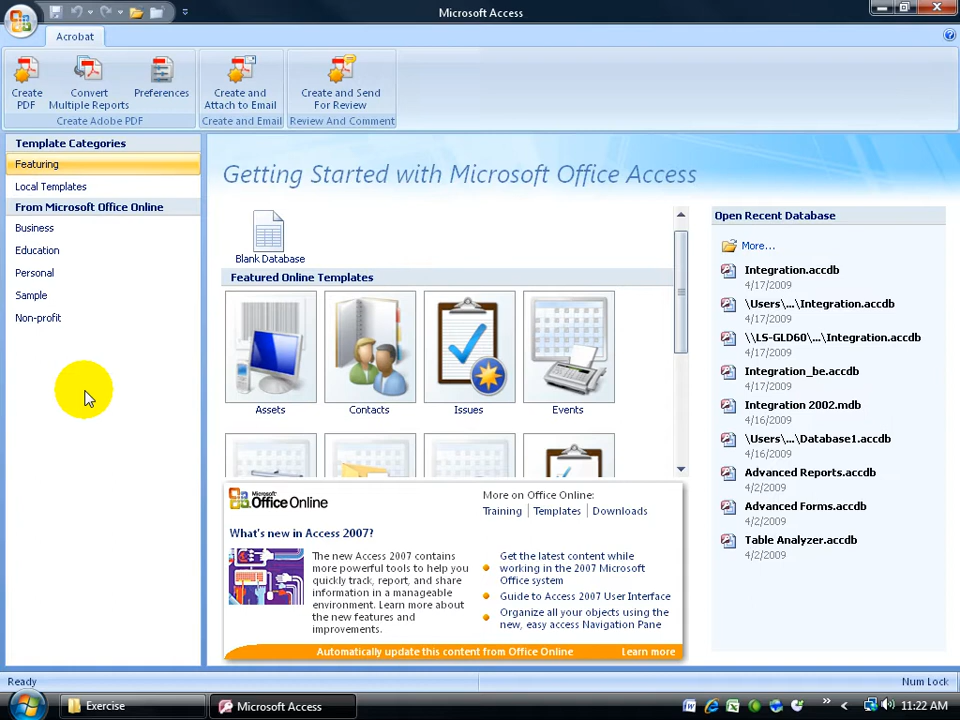 Microsoft Access
Acrobat
Create PDF
Convert Multiple Reports
Preferences
Create and Attach to Email
Create and Send For Review
Create Adobe PDF
Create and Email
Review And Comment
Template Categories
Featuring
Local Templates
From Microsoft Office Online
Business
Education
Personal
Sample
Non-profit
Getting Started with Microsoft Office Access
Blank Database
Featured Online Templates
Assets
Contacts
Issues
Events
Microsoft
Office Online
More on Office Online:
Training | Templates | Downloads
What's new in Access 2007?
The new Access 2007 contains
more powerful tools to help you
quickly track, report, and share
information in a manageable
environment. Learn more about
the new features and
improvements.
Get the latest content while
working in the 2007 Microsoft
Office system
Guide to Access 2007 User Interface
Organize all your objects using the
new, easy access Navigation Pane
Automatically update this content from Office Online
Learn more
Open Recent Database
More...
Integration.accdb
4/17/2009
\Users\...\Integration.accdb
4/17/2009
\\LS-GLD60\...\Integration.accdb
4/17/2009
Integration_be.accdb
4/17/2009
Integration 2002.mdb
4/16/2009
\Users\...\Database1.accdb
4/16/2009
Advanced Reports.accdb
4/2/2009
Advanced Forms.accdb
4/2/2009
Table Analyzer.accdb
4/2/2009
Ready
Num Lock
Exercise
Microsoft Access
11:22 AM